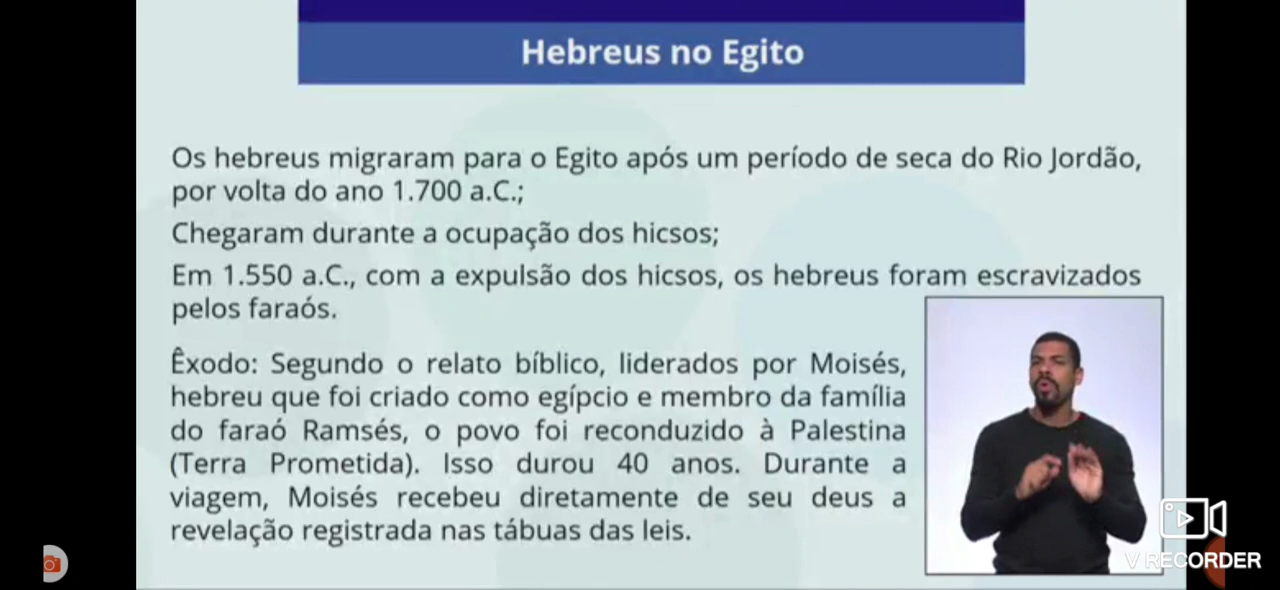 Hebreus no Egito
Os hebreus migraram para o Egito após um período de seca do Rio Jordão,
por volta do ano 1.700 a.C.;
Chegaram durante a ocupação dos hicsos;
Em 1.550 a.C., com a expulsão dos hicsos, os hebreus foram escravizados
pelos faraós.
Êxodo: Segundo o relato bíblico, liderados por Moisés,
hebreu que foi criado como egípcio e membro da família
do faraó Ramsés, o povo foi reconduzido à Palestina
(Terra Prometida). Isso durou 40 anos. Durante a
viagem, Moisés recebeu diretamente de seu deus a
revelação registrada nas tábuas das leis.
V RECORDER